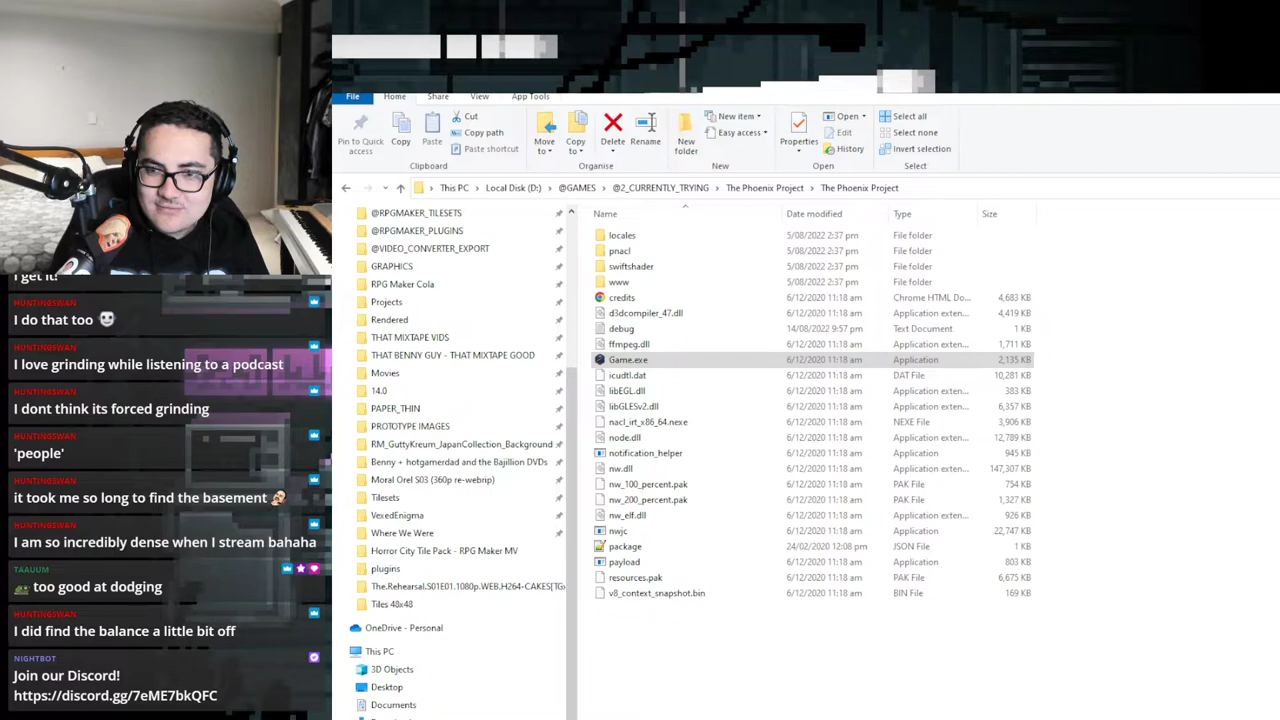 I get it!
HUNTINGSWAN
I do that too
HUNTINGSWAN
I love grinding while listening to a podcast
HUNTINGSWAN
I dont think its forced grinding
HUNTINGSWAN
'people'
HUNTINGSWAN
it took me so long to find the basement
HUNTINGSWAN
I am so incredibly dense when I stream bahaha
TAAUUM
too good at dodging
HUNTINGSWAN
I did find the balance a little bit off
NIGHTBOT
Join our Discord!
https://discord.gg/7eME7bkQFC
File Home Share View App Tools
Pin to Quick access
Copy
Paste
Cut
Copy path
Paste shortcut
Clipboard
Move to
Copy to
Delete
Rename
Organise
New folder
New item
Easy access
New
Properties
Open
Edit
History
Open
Select all
Select none
Invert selection
Select
This PC > Local Disk (D:) > @GAMES > @2_CURRENTLY_TRYING > The Phoenix Project > The Phoenix Project
@RPGMAKER_TILESETS
@RPGMAKER_PLUGINS
@VIDEO_CONVERTER_EXPORT
GRAPHICS
RPG Maker Cola
Projects
Rendered
THAT MIXTAPE VIDS
THAT BENNY GUY - THAT MIXTAPE GOOD
Movies
14.0
PAPER_THIN
PROTOTYPE IMAGES
RM_GuttyKreum_JapanCollection_Background
Benny + hotgamerdad and the Bajillion DVDs
Moral Orel S03 (360p re-webrip)
Tilesets
VexedEnigma
Where We Were
Horror City Tile Pack - RPG Maker MV
plugins
The.Rehearsal.S01E01.1080p.WEB.H264-CAKES[TG
Tiles 48x48
OneDrive - Personal
This PC
3D Objects
Desktop
Documents
Name Date modified Type Size
locales 5/08/2022 2:37 pm File folder
pnacl 5/08/2022 2:37 pm File folder
swiftshader 5/08/2022 2:37 pm File folder
www 5/08/2022 2:37 pm File folder
credits 6/12/2020 11:18 am Chrome HTML Do... 4,683 KB
d3dcompiler_47.dll 6/12/2020 11:18 am Application exten... 4,419 KB
debug 14/08/2022 9:57 pm Text Document 1 KB
ffmpeg.dll 6/12/2020 11:18 am Application exten... 1,711 KB
Game.exe 6/12/2020 11:18 am Application 2,135 KB
icudtl.dat 6/12/2020 11:18 am DAT File 10,281 KB
libEGL.dll 6/12/2020 11:18 am Application exten... 383 KB
libGLESv2.dll 6/12/2020 11:18 am Application exten... 6,357 KB
nacl_irt_x86_64.nexe 6/12/2020 11:18 am NEXE File 3,906 KB
node.dll 6/12/2020 11:18 am Application exten... 12,789 KB
notification_helper 6/12/2020 11:18 am Application 945 KB
nw.dll 6/12/2020 11:18 am Application exten... 147,307 KB
nw_100_percent.pak 6/12/2020 11:18 am PAK File 754 KB
nw_200_percent.pak 6/12/2020 11:18 am PAK File 1,327 KB
nw_elf.dll 6/12/2020 11:18 am Application exten... 926 KB
nwjc 6/12/2020 11:18 am Application 22,747 KB
package 24/02/2020 12:08 pm JSON File 1 KB
payload 6/12/2020 11:18 am Application 803 KB
resources.pak 6/12/2020 11:18 am PAK File 6,675 KB
v8_context_snapshot.bin 6/12/2020 11:18 am BIN File 169 KB